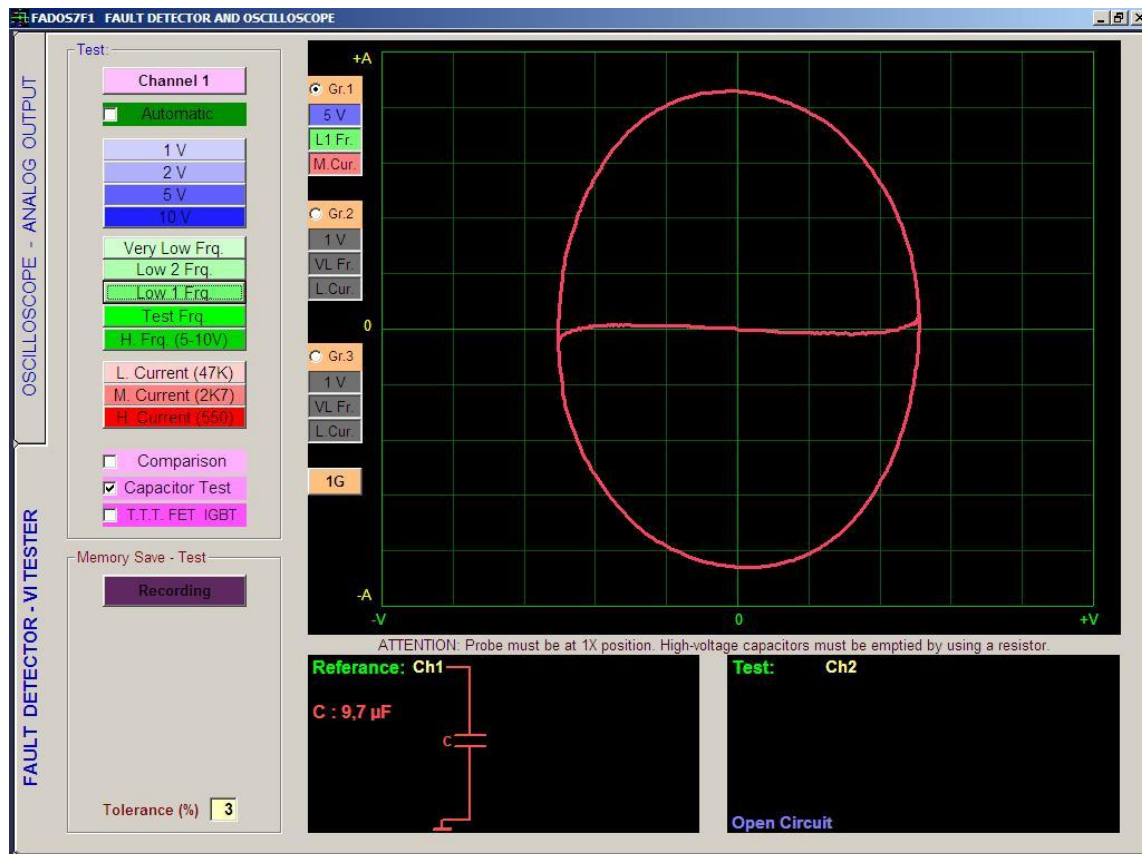 FADOS7F1 FAULT DETECTOR AND OSCILLOSCOPE
OSCILLOSCOPE - ANALOG OUTPUT
FAULT DETECTOR - VI TESTER
Test:
Channel 1
Automatic
1 V
2 V
5 V
10 V
Very Low Frq.
Low 2 Frq.
Low 1 Frq.
Test Frq.
H. Frq. (5-10V)
L. Current (47K)
M. Current (2K7)
H. Current (550)
Comparison
Capacitor Test
T.T.T. FET IGBT
Memory Save - Test
Recording
Tolerance (%) 3
Gr.1
5 V
L1 Fr.
M.Cur.
Gr.2
1 V
VL Fr.
L.Cur.
Gr.3
1 V
VL Fr.
L.Cur.
1G
+A
0
-A
-V 0 +V
ATTENTION: Probe must be at 1X position. High-voltage capacitors must be emptied by using a resistor.
Referance: Ch1
C : 9,7 µF
C
Test: Ch2
Open Circuit